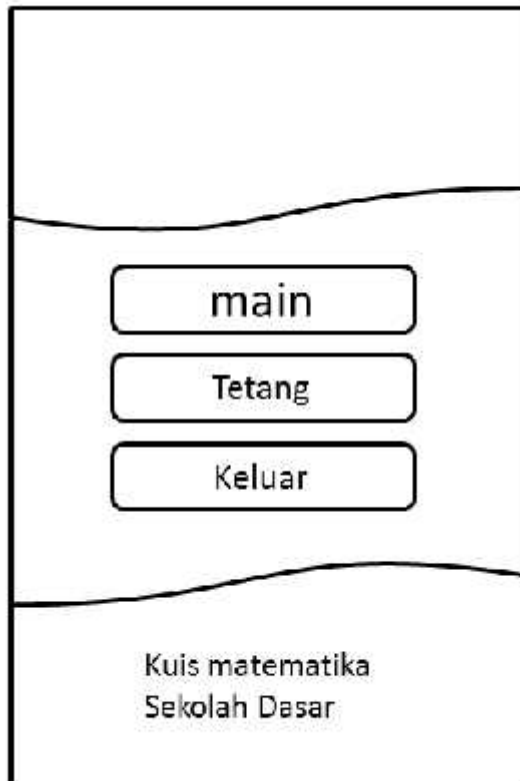 main
Tetang
Keluar
Kuis matematika
Sekolah Dasar